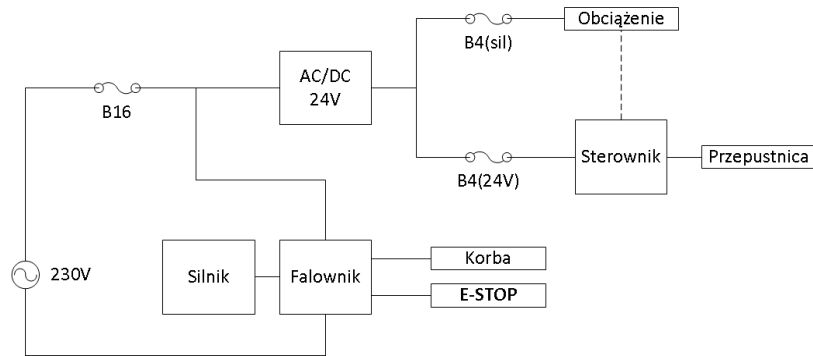 B4(sil)
Obciążenie
B16
AC/DC
24V
B4(24V)
Sterownik
Przepustnica
230V
Silnik
Falownik
Korba
E-STOP